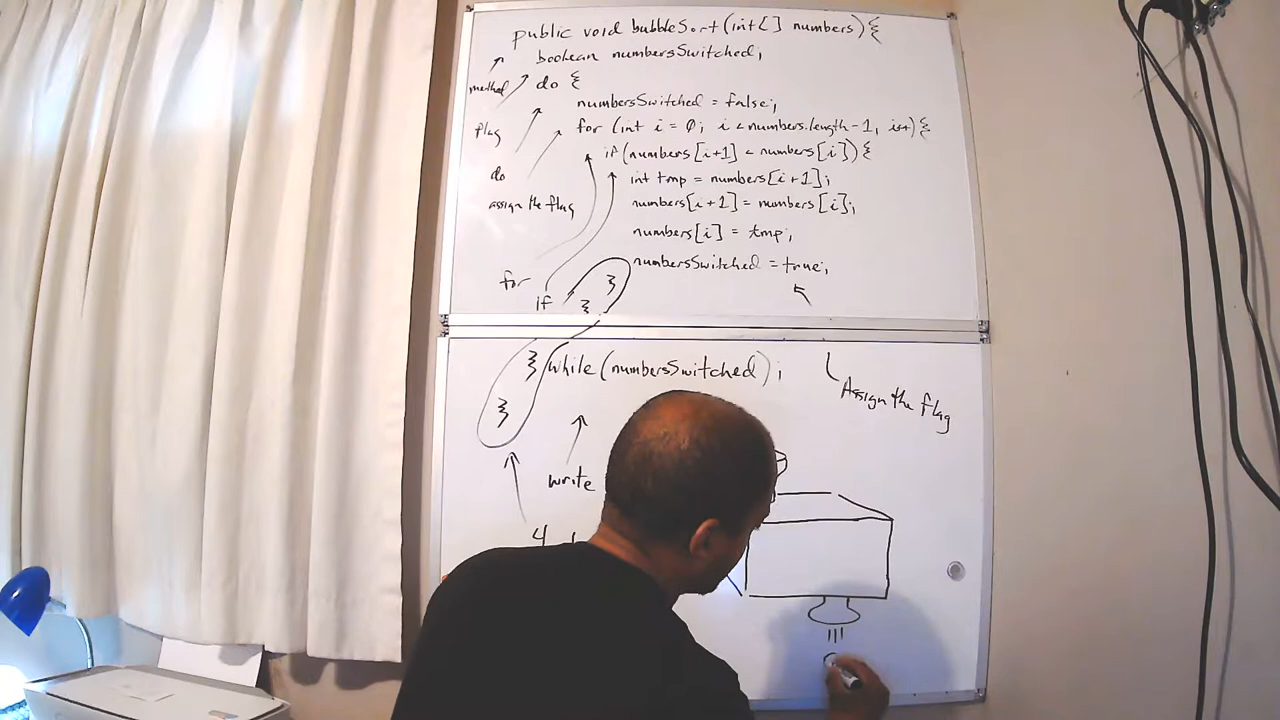 public void bubbleSort(int[] numbers){
boolean numbersSwitched;
method
do {
numbersSwitched = false;
flag
for (int i = 0; i < numbers.length-1, i++){
if(numbers[i+1] < numbers[i]){
do
int tmp = numbers[i+1];
assign the flag
numbers[i+1] = numbers[i];
numbers[i] = tmp;
numbersSwitched = true;
for
if
}
}
} while(numbersSwitched);
Assign the flag
}
write
4